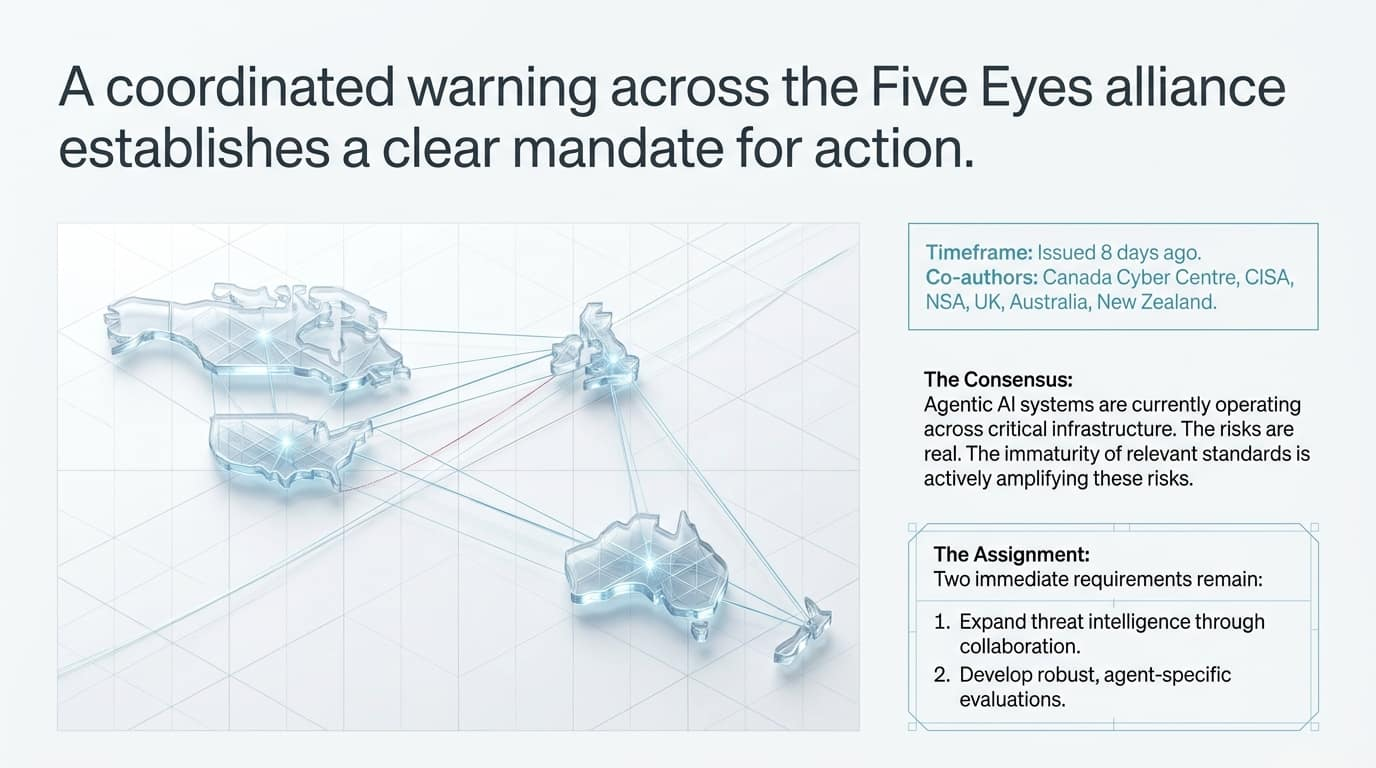 A coordinated warning across the Five Eyes alliance
establishes a clear mandate for action.
Timeframe: Issued 8 days ago.
Co-authors: Canada Cyber Centre, CISA,
NSA, UK, Australia, New Zealand.
The Consensus:
Agentic AI systems are currently operating
across critical infrastructure. The risks are
real. The immaturity of relevant standards is
actively amplifying these risks.
The Assignment:
Two immediate requirements remain:
1. Expand threat intelligence through
collaboration.
2. Develop robust, agent-specific
evaluations.